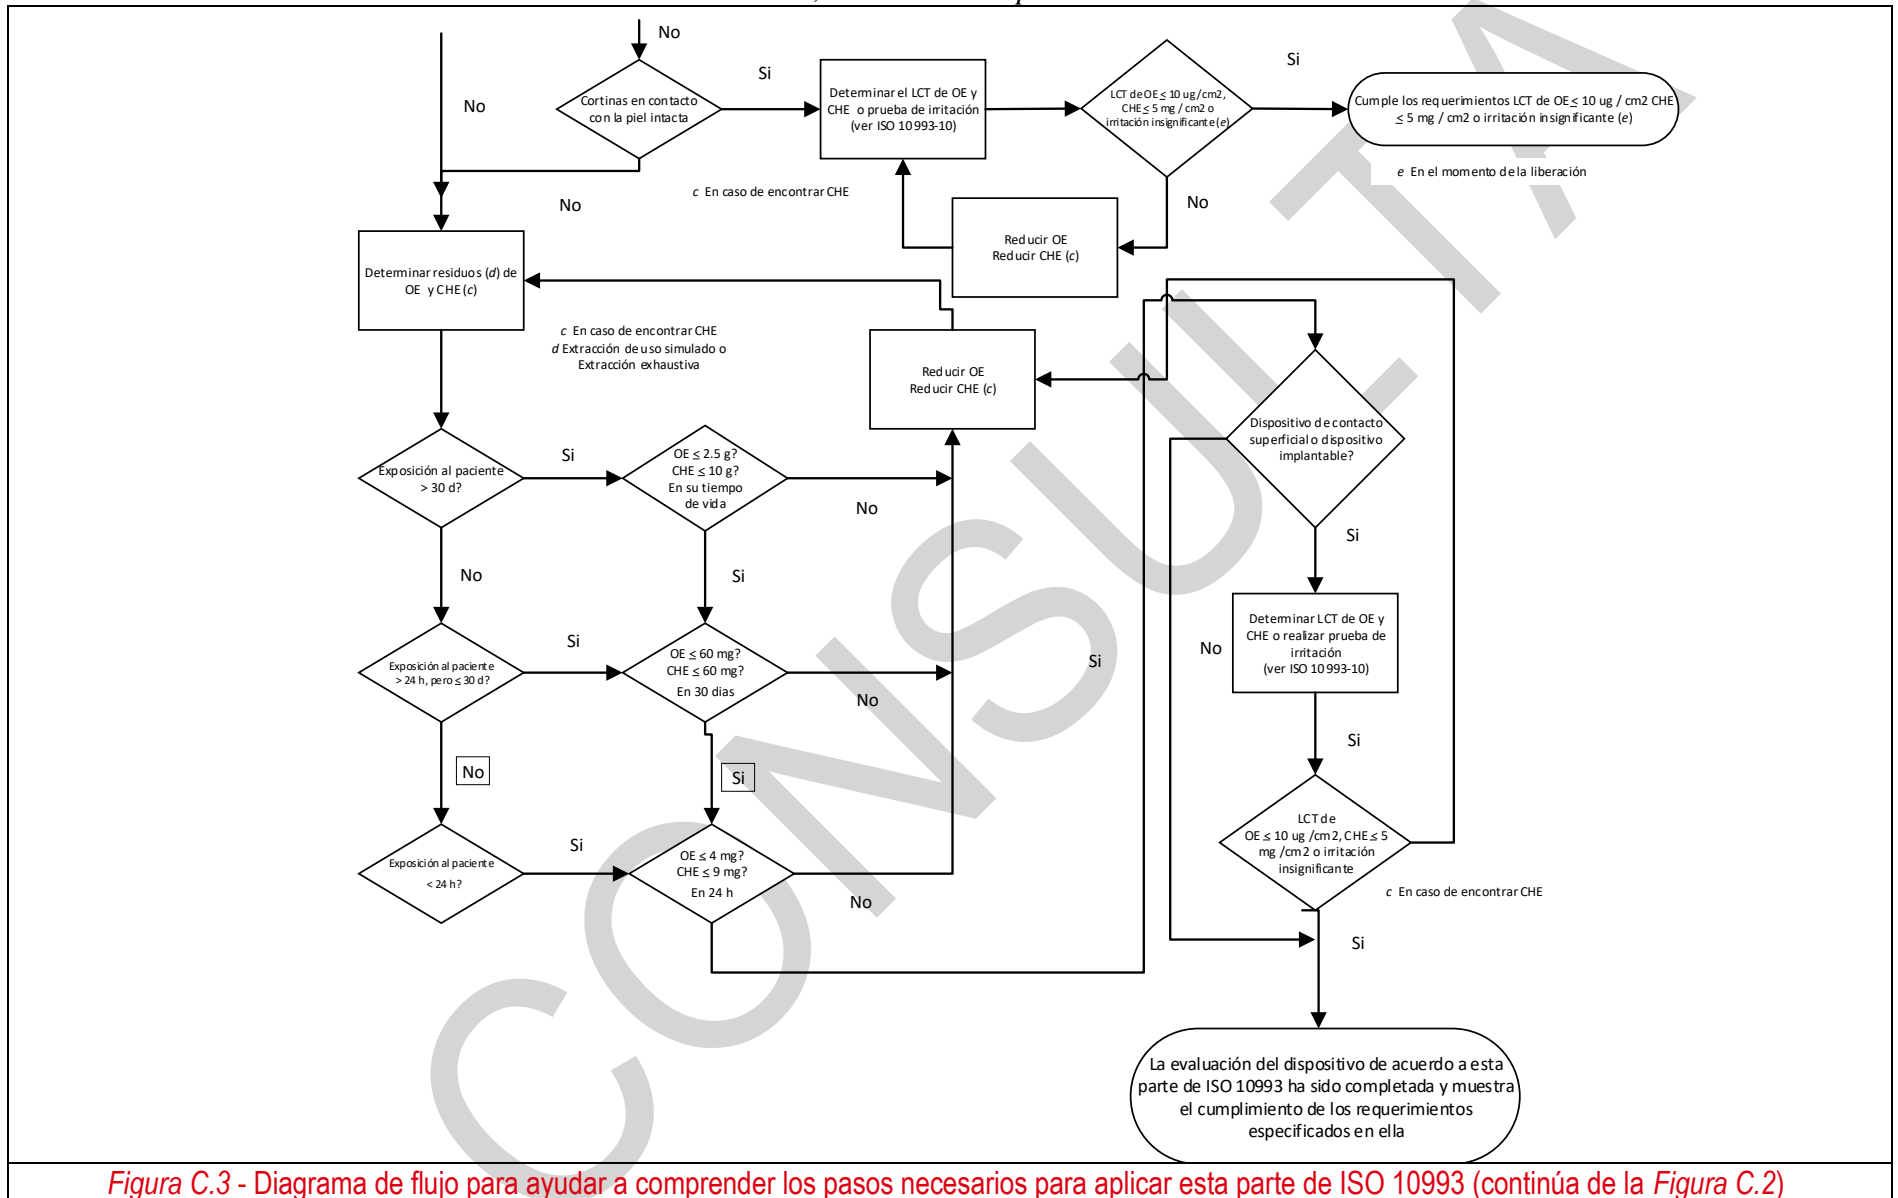 No
No
Si
Si
Cortinas en contacto
con la piel intacta
Determinar el LCT de OE y
CHE o prueba de irritación
(ver ISO 10993-10)
LCT de OE ≤ 10 ug /cm2,
CHE ≤ 5 mg / cm2 o
irritación insignificante (e)
Cumple los requerimientos LCT de OE ≤ 10 ug / cm2 CHE
≤ 5 mg / cm2 o irritación insignificante (e)
e En el momento de la liberación
c En caso de encontrar CHE
No
No
Reducir OE
Reducir CHE (c)
Determinar residuos (d) de
OE y CHE (c)
c En caso de encontrar CHE
d Extracción de uso simulado o
Extracción exhaustiva
Reducir OE
Reducir CHE (c)
Dispositivo de contacto
superficial o dispositivo
implantable?
Exposición al paciente
> 30 d?
Si
OE ≤ 2.5 g?
CHE ≤ 10 g?
En su tiempo
de vida
No
Si
No
Si
Determinar LCT de OE y
CHE o realizar prueba de
irritación
(ver ISO 10993-10)
No
Exposición al paciente
> 24 h, pero ≤ 30 d?
Si
OE ≤ 60 mg?
CHE ≤ 60 mg?
En 30 dias
No
Si
Si
No
Si
LCT de
OE ≤ 10 ug /cm2, CHE ≤ 5
mg /cm2 o irritación
insignificante
c En caso de encontrar CHE
Exposición al paciente
< 24 h?
Si
OE ≤ 4 mg?
CHE ≤ 9 mg?
En 24 h
No
Si
La evaluación del dispositivo de acuerdo a esta
parte de ISO 10993 ha sido completada y muestra
el cumplimiento de los requerimientos
especificados en ella
CONSULTA
Figura C.3 - Diagrama de flujo para ayudar a comprender los pasos necesarios para aplicar esta parte de ISO 10993 (continúa de la Figura C.2)